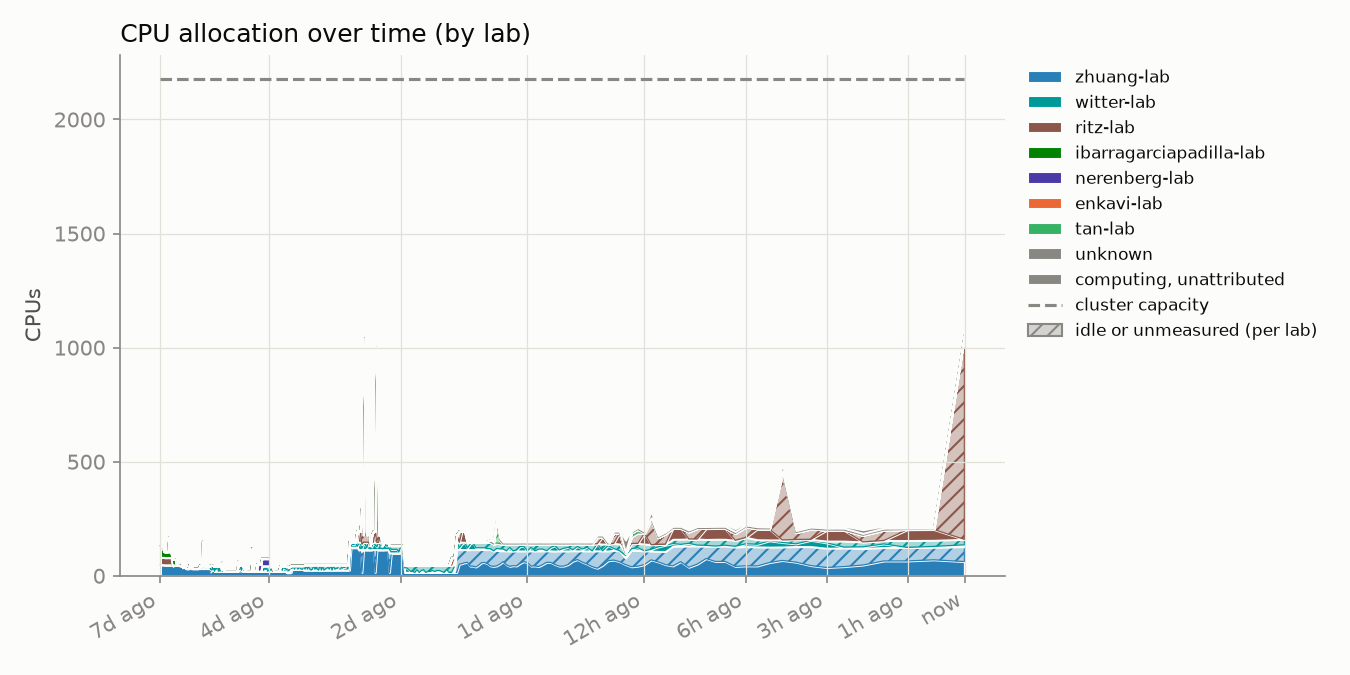 CPU allocation over time (by lab)
CPUs
2000
1500
1000
500
0
7d ago
4d ago
2d ago
1d ago
12h ago
6h ago
3h ago
1h ago
now
zhuang-lab
witter-lab
ritz-lab
ibarragarciapadilla-lab
nerenberg-lab
enkavi-lab
tan-lab
unknown
computing, unattributed
cluster capacity
idle or unmeasured (per lab)